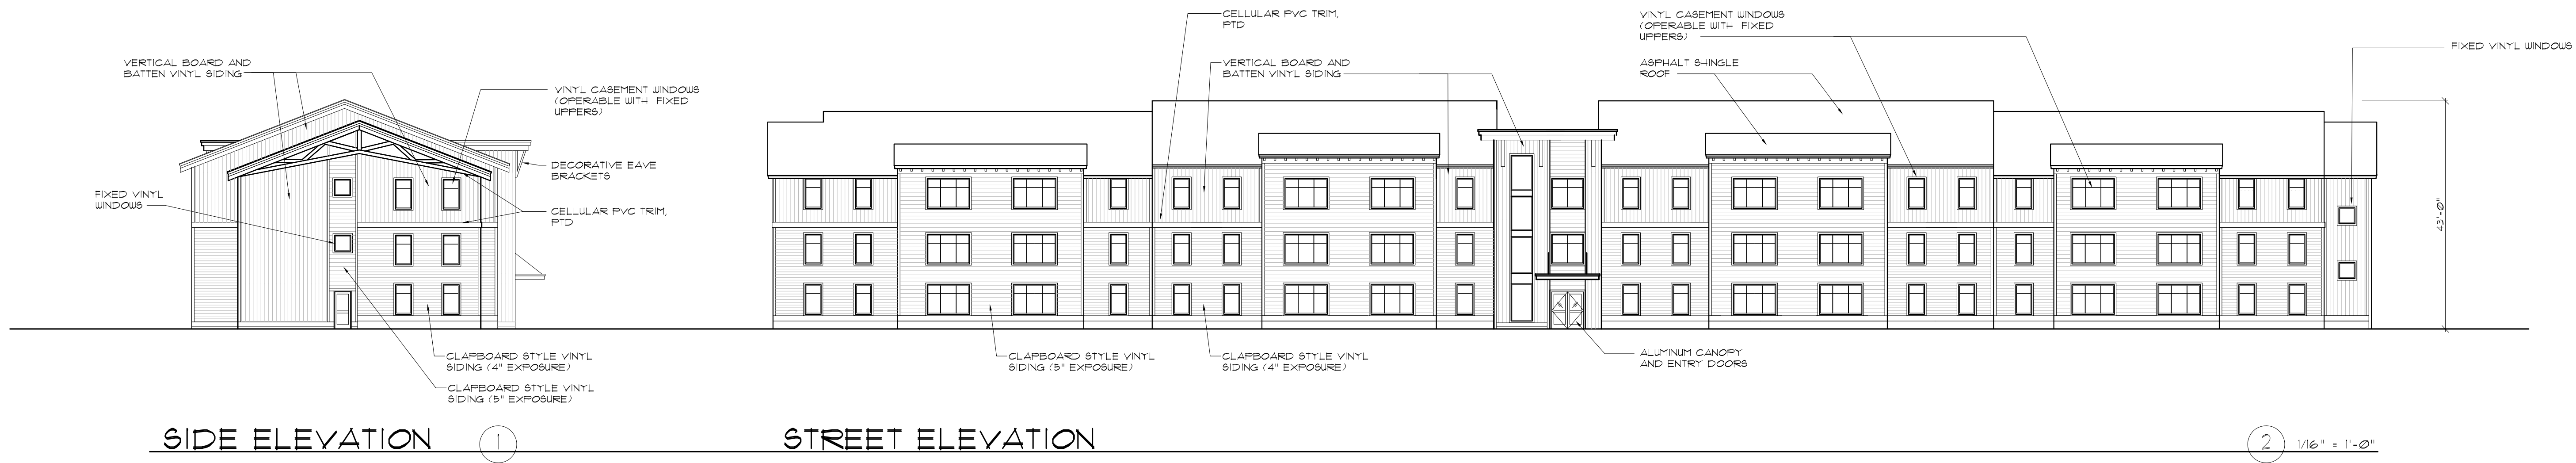 VERTICAL BOARD AND
BATTEN VINYL SIDING
VINYL CASEMENT WINDOWS
(OPERABLE WITH FIXED
UPPERS)
DECORATIVE EAVE
BRACKETS
FIXED VINYL
WINDOWS
CELLULAR PVC TRIM,
PTD
CLAPBOARD STYLE VINYL
SIDING (4" EXPOSURE)
CLAPBOARD STYLE VINYL
SIDING (5" EXPOSURE)
SIDE ELEVATION
1
CELLULAR PVC TRIM,
PTD
VERTICAL BOARD AND
BATTEN VINYL SIDING
VINYL CASEMENT WINDOWS
(OPERABLE WITH FIXED
UPPERS)
ASPHALT SHINGLE
ROOF
FIXED VINYL WINDOWS
43'-0"
CLAPBOARD STYLE VINYL
SIDING (5" EXPOSURE)
CLAPBOARD STYLE VINYL
SIDING (4" EXPOSURE)
ALUMINUM CANOPY
AND ENTRY DOORS
STREET ELEVATION
2
1/16" = 1'-0"